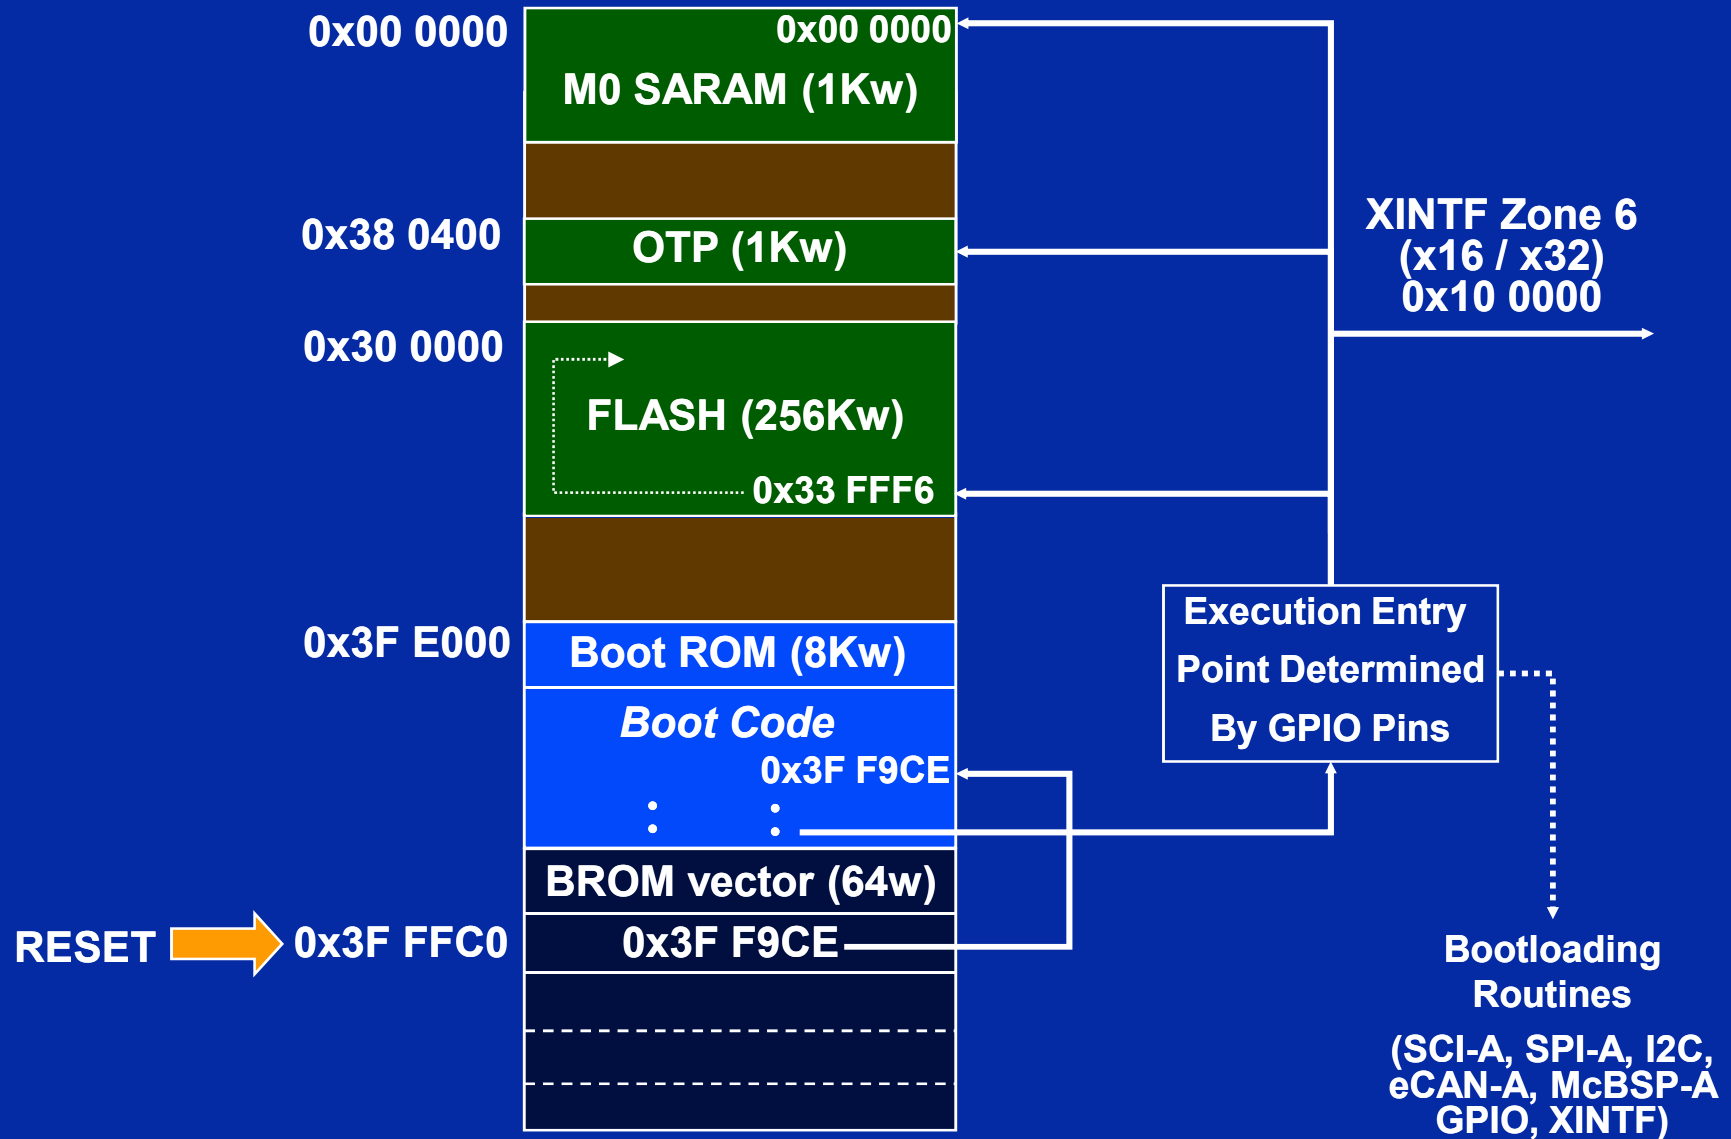 0x00 0000
0x00 0000
M0 SARAM (1Kw)
0x38 0400
OTP (1Kw)
XINTF Zone 6
(x16 / x32)
0x10 0000
0x30 0000
FLASH (256Kw)
0x33 FFF6
Execution Entry
Point Determined
By GPIO Pins
0x3F E000
Boot ROM (8Kw)
Boot Code
0x3F F9CE
BROM vector (64w)
RESET
0x3F FFC0
0x3F F9CE
Bootloading
Routines
(SCI-A, SPI-A, I2C,
eCAN-A, McBSP-A
GPIO, XINTF)